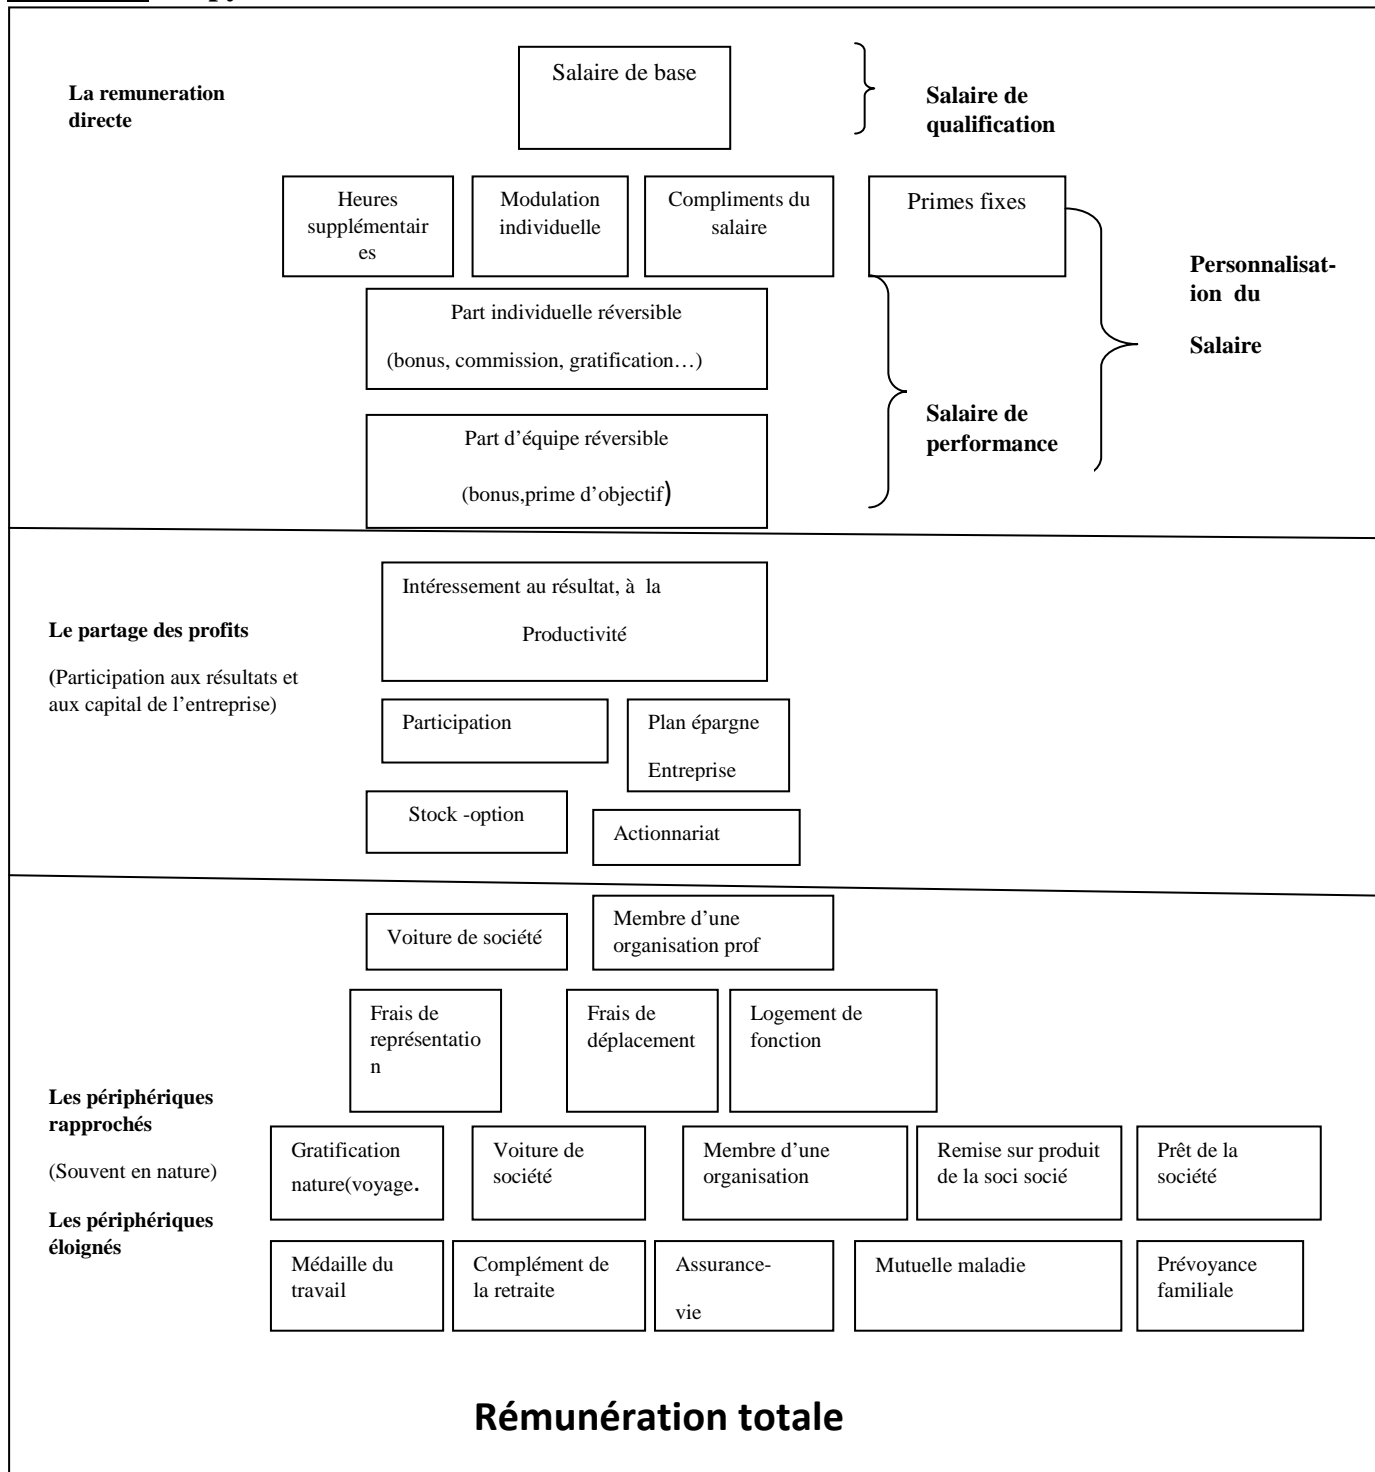 Salaire de base
La remuneration
directe
Salaire de
qualification
Heures
supplémentair
es
Modulation
individuelle
Compliments du
salaire
Primes fixes
Personnalisat-
ion du
Salaire
Part individuelle réversible
(bonus, commission, gratification…)
Salaire de
performance
Part d'équipe réversible
(bonus,prime d'objectif)
Intéressement au résultat, à la
Productivité
Le partage des profits
(Participation aux résultats et
aux capital de l'entreprise)
Participation
Plan épargne
Entreprise
Stock -option
Actionnariat
Voiture de société
Membre d'une
organisation prof
Frais de
représentatio
n
Frais de
déplacement
Logement de
fonction
Les périphériques
rapprochés
(Souvent en nature)
Les périphériques
éloignés
Gratification
nature(voyage.
Voiture de
société
Membre d'une
organisation
Remise sur produit
de la soci socié
Prêt de la
société
Médaille du
travail
Complément de
la retraite
Assurance-
vie
Mutuelle maladie
Prévoyance
familiale
Rémunération totale